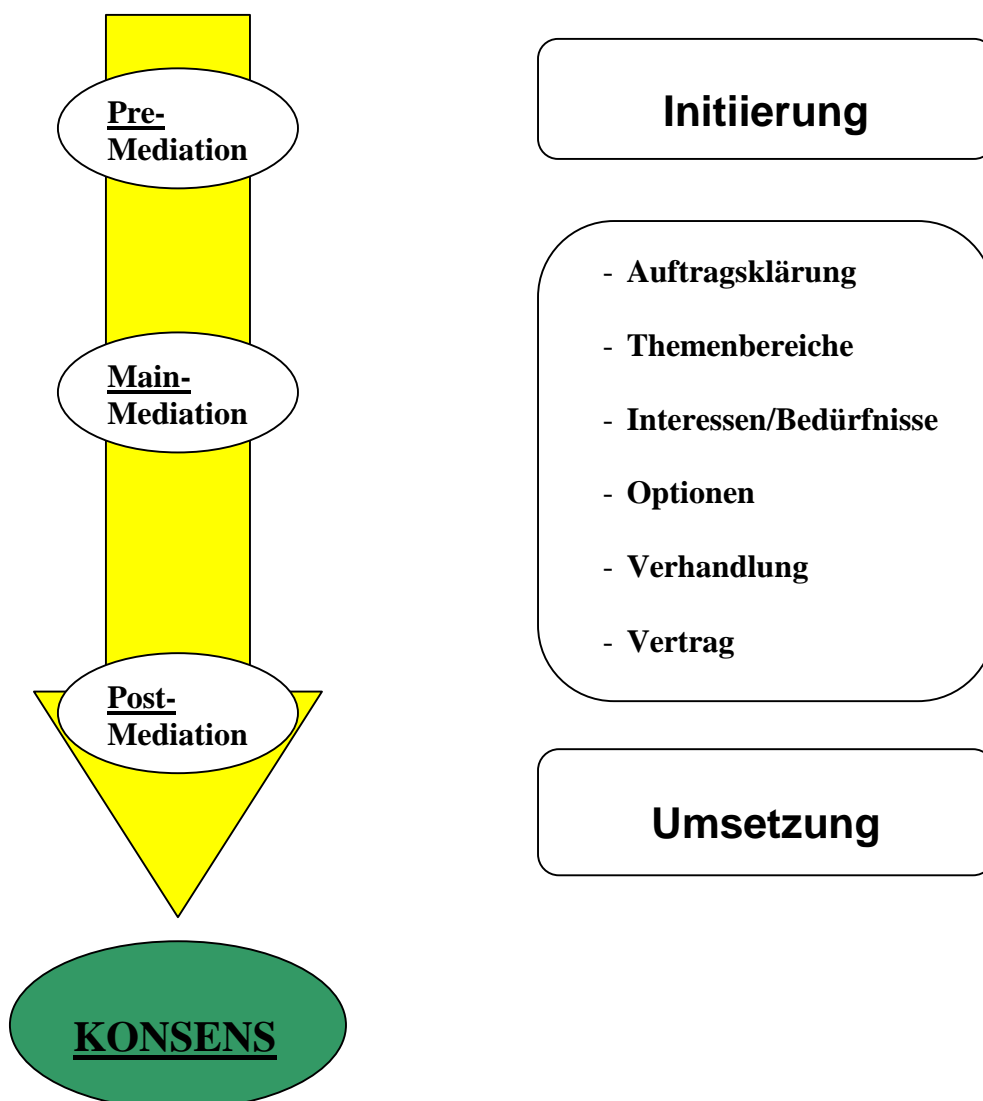 Pre-
Mediation
Initiierung
Main-
Mediation
- Auftragsklärung
- Themenbereiche
- Interessen/Bedürfnisse
- Optionen
- Verhandlung
- Vertrag
Post-
Mediation
Umsetzung
KONSENS